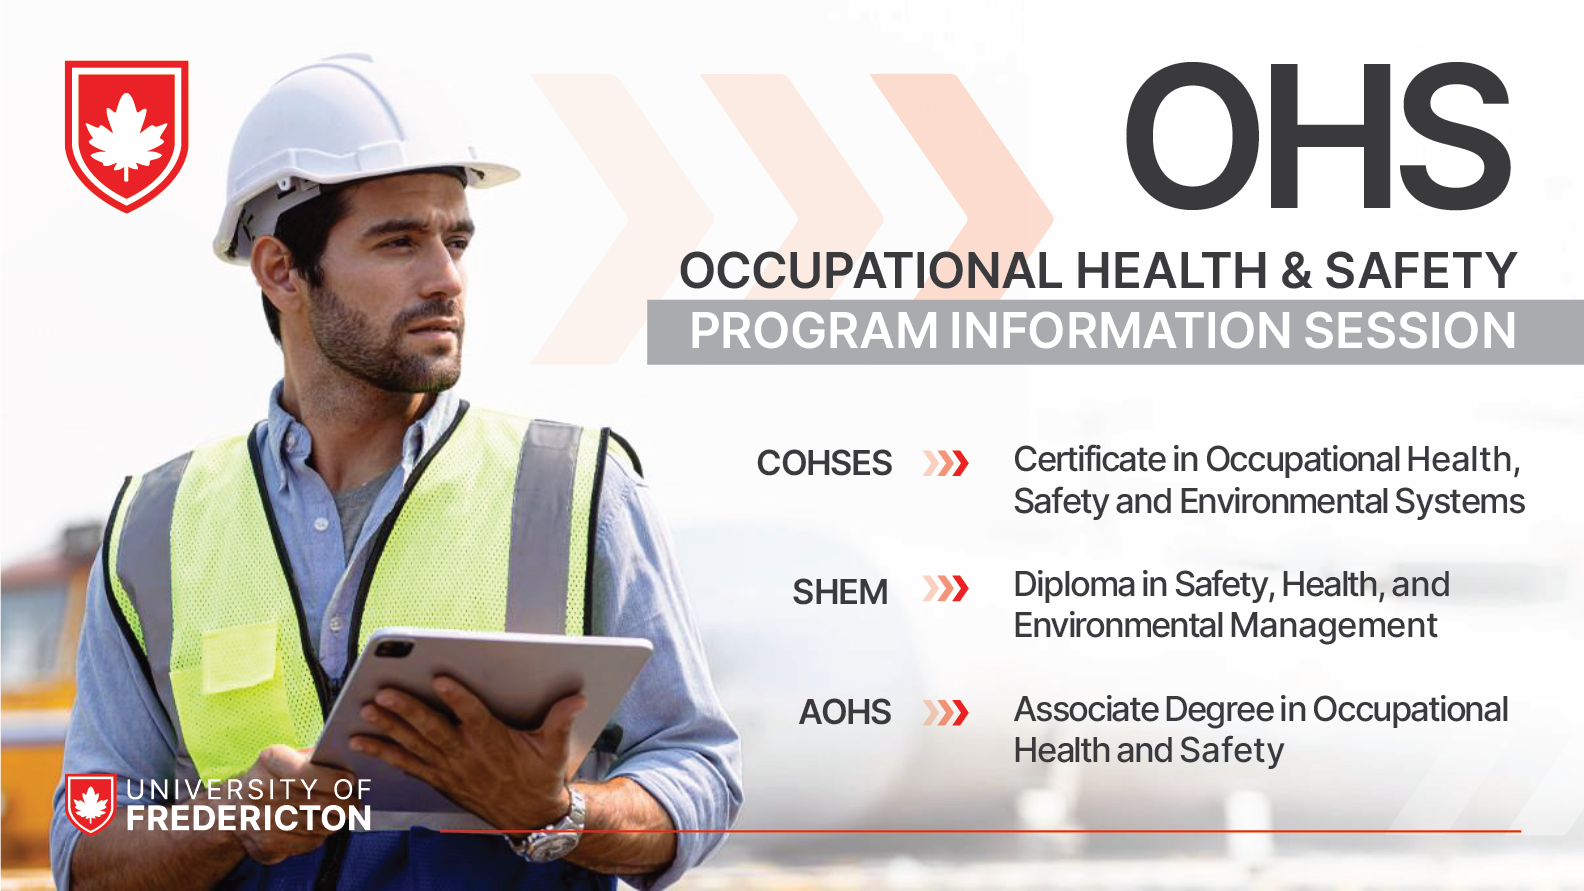 OHS
OCCUPATIONAL HEALTH & SAFETY
PROGRAM INFORMATION SESSION
COHSES
Certificate in Occupational Health,
Safety and Environmental Systems
SHEM
Diploma in Safety, Health, and
Environmental Management
AOHS
Associate Degree in Occupational
Health and Safety
UNIVERSITY OF
FREDERICTON